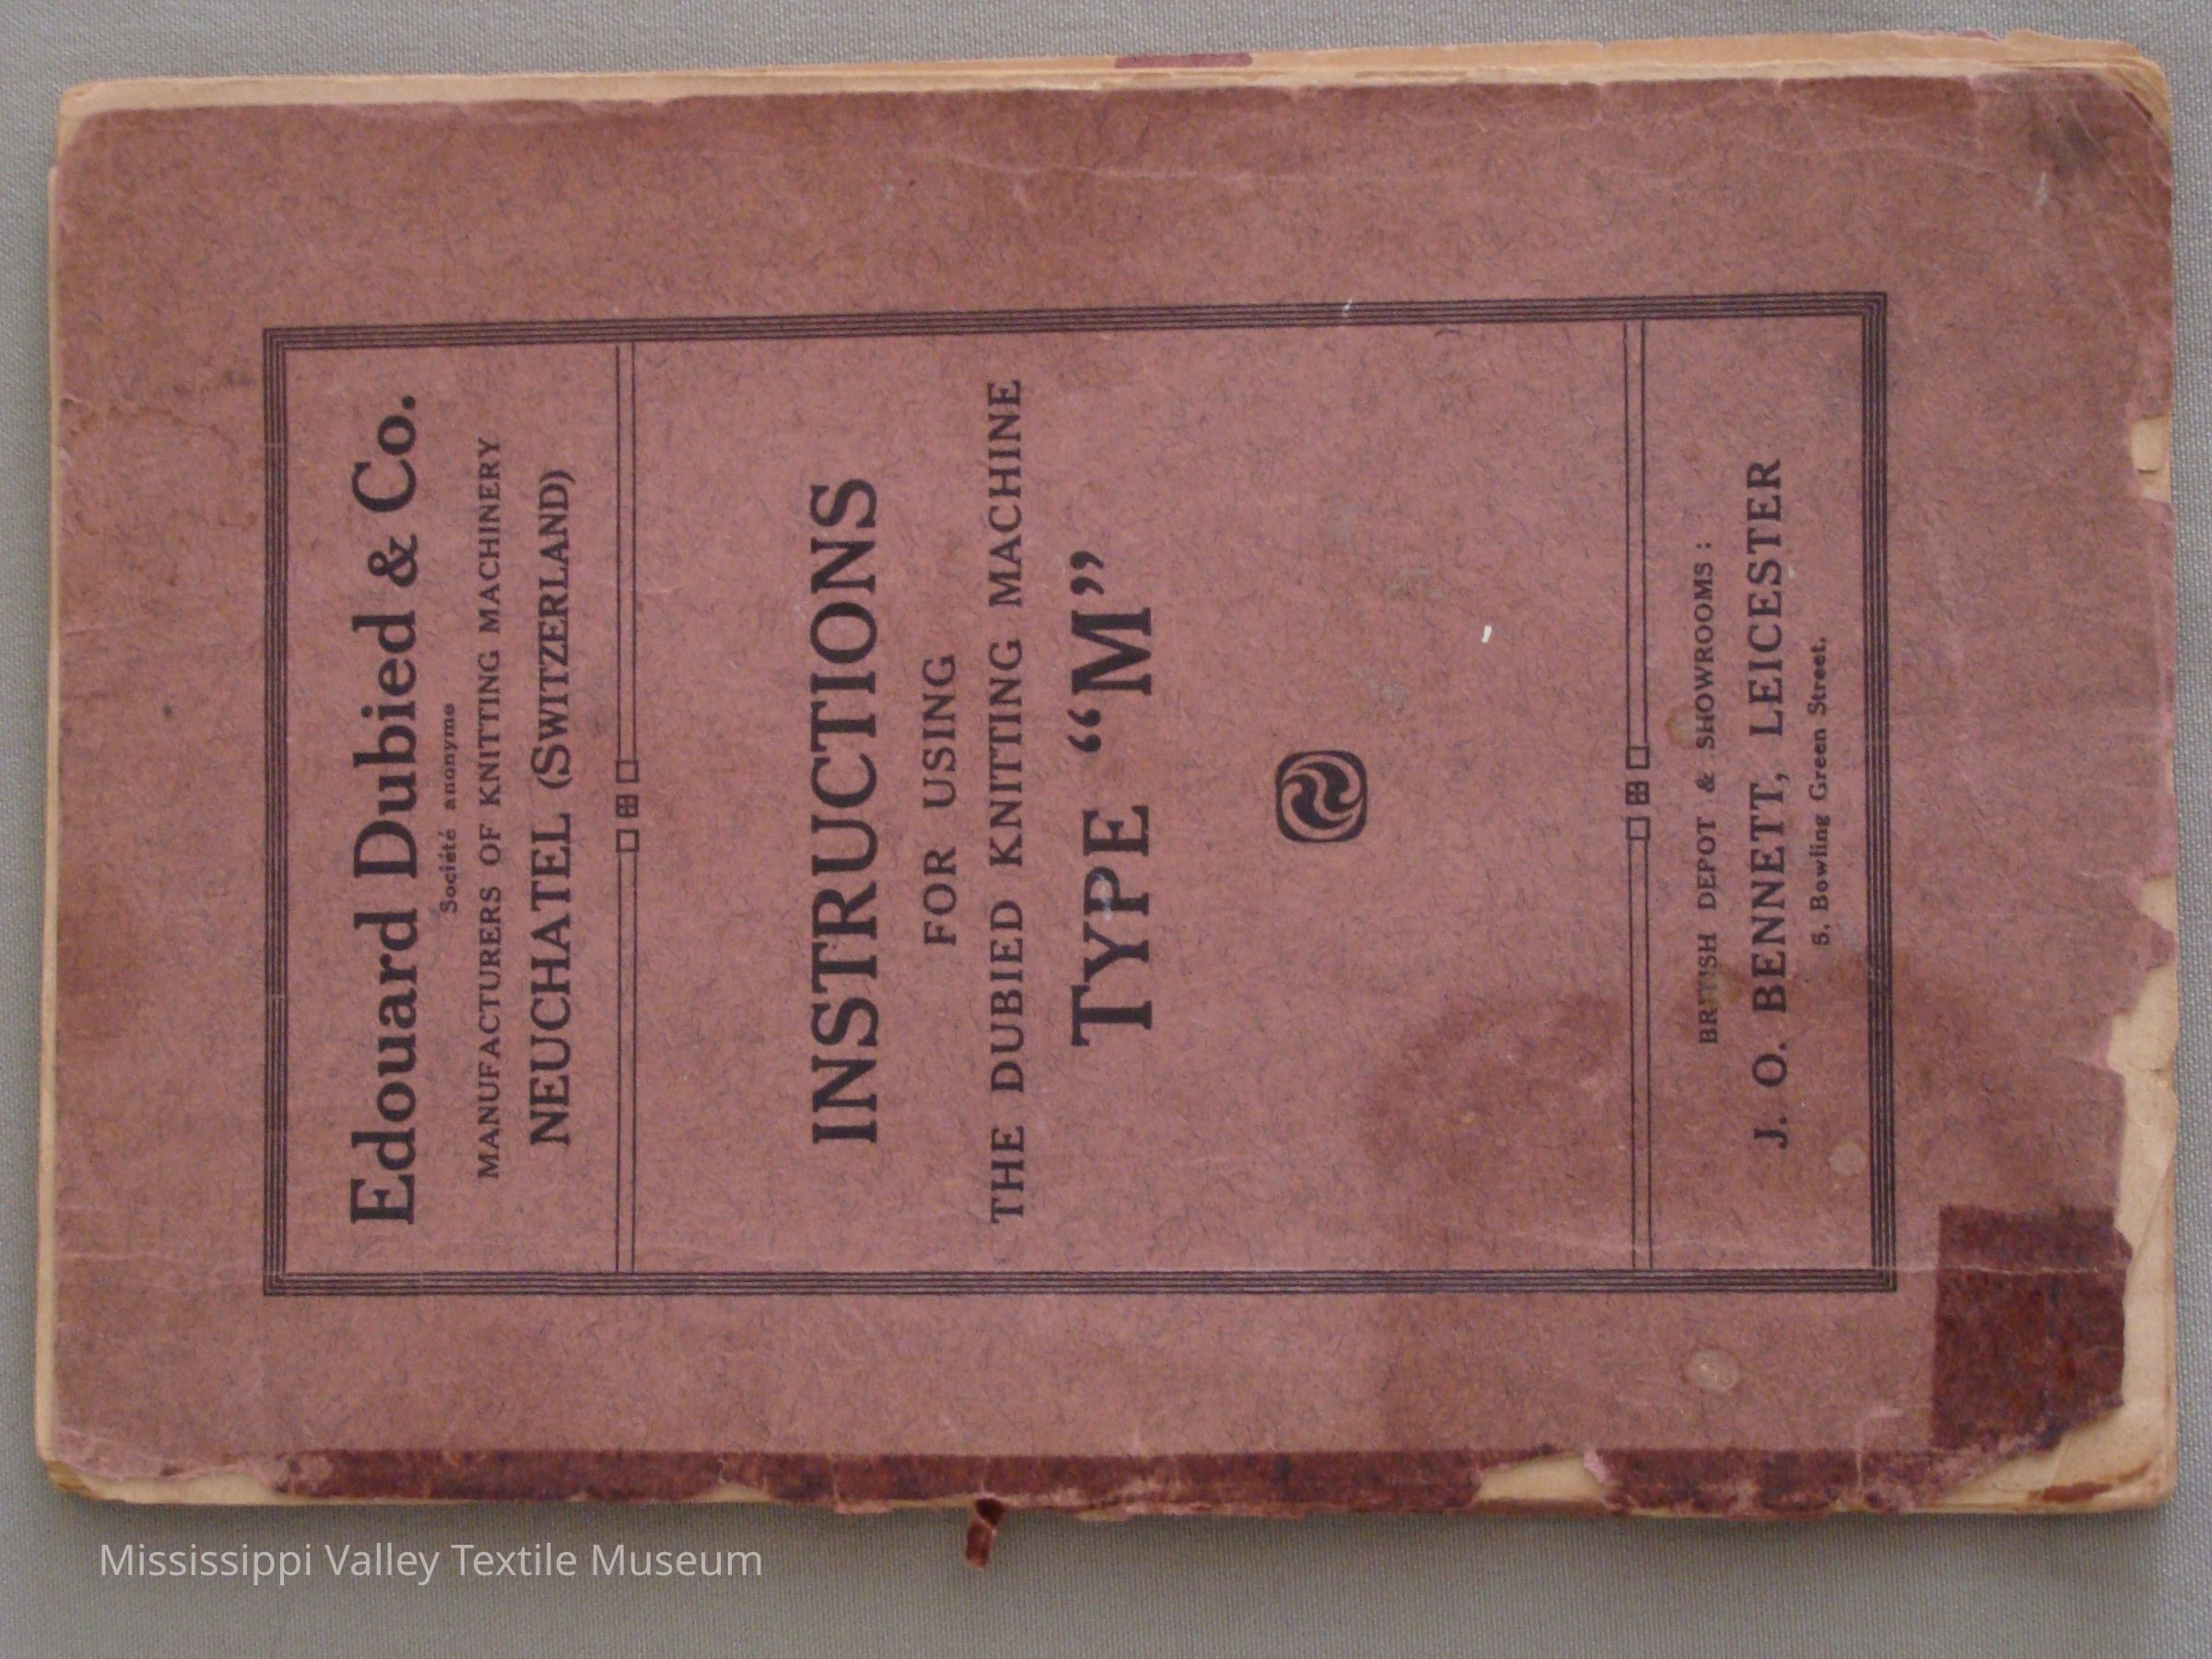 Edouard Dubied & Co.
Société anonyme
MANUFACTURERS OF KNITTING MACHINERY
NEUCHATEL (SWITZERLAND)
INSTRUCTIONS
FOR USING
THE DUBIED KNITTING MACHINE
TYPE “M”
BRITISH DEPOT & SHOWROOMS :
J. O. BENNETT, LEICESTER
5, Bowling Green Street.
Mississippi Valley Textile Museum